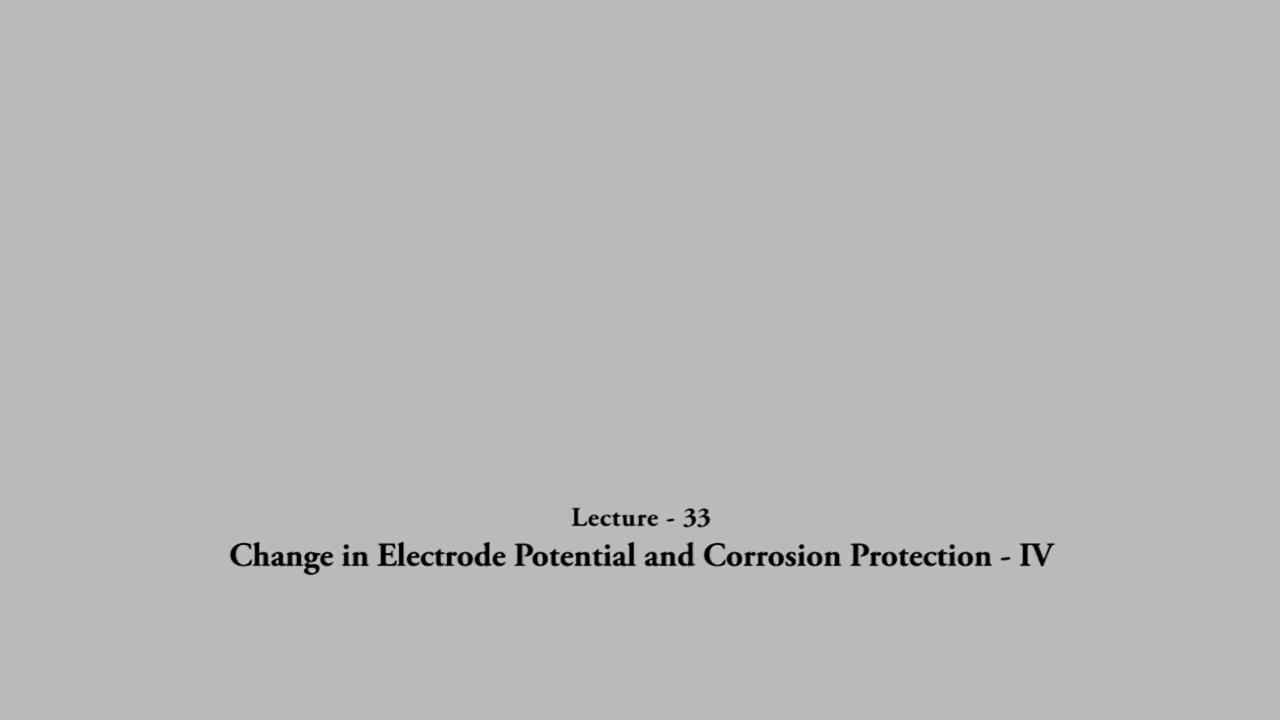 Lecture - 33
Change in Electrode Potential and Corrosion Protection - IV